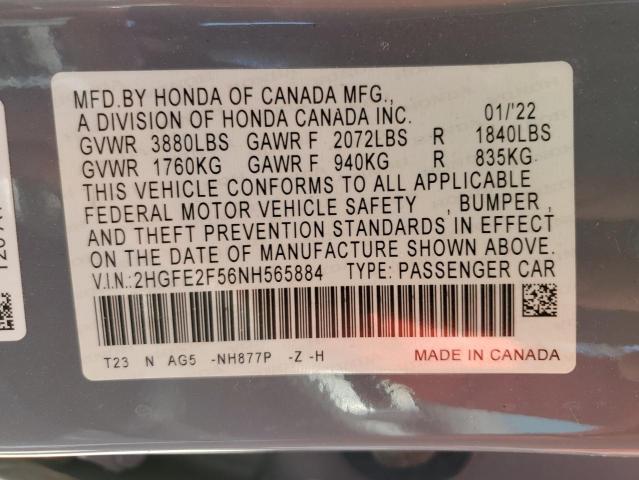 MFD.BY HONDA OF CANADA MFG.,
A DIVISION OF HONDA CANADA INC. 01/'22
GVWR 3880LBS GAWR F 2072LBS R 1840LBS
GVWR 1760KG GAWR F 940KG R 835KG
THIS VEHICLE CONFORMS TO ALL APPLICABLE
FEDERAL MOTOR VEHICLE SAFETY , BUMPER ,
AND THEFT PREVENTION STANDARDS IN EFFECT
ON THE DATE OF MANUFACTURE SHOWN ABOVE.
V.I.N.:2HGFE2F56NH565884 TYPE: PASSENGER CAR
T23 N AG5 -NH877P -Z -H MADE IN CANADA